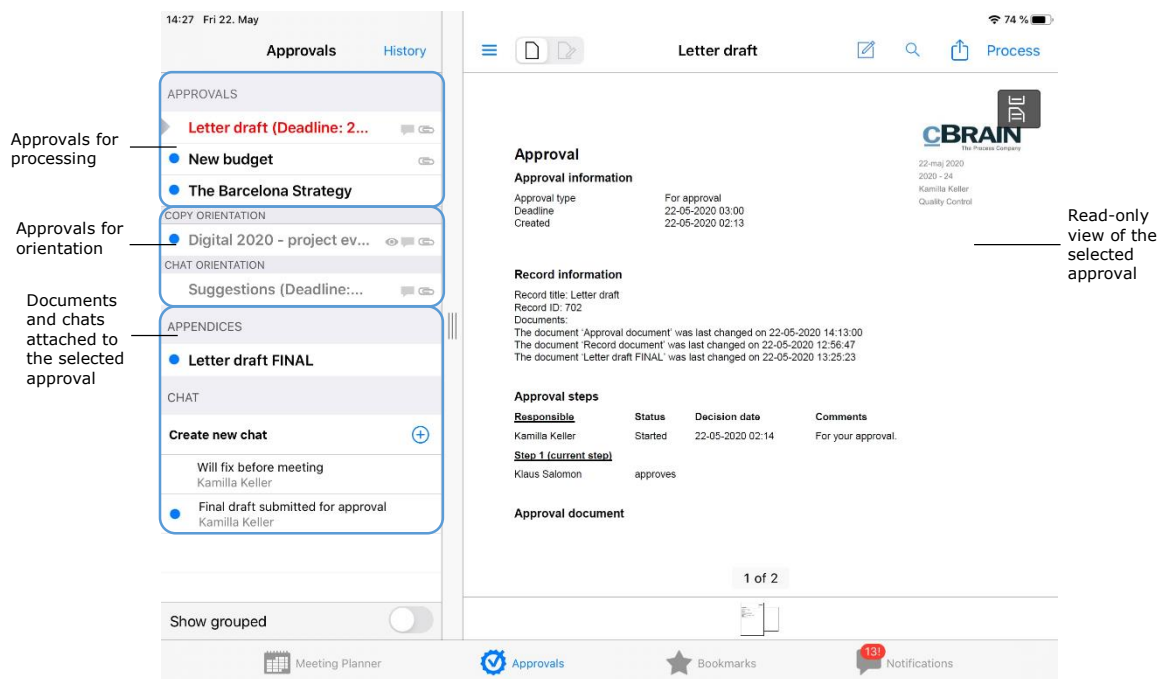 14:27 Fri 22. May
74 %
Approvals
History
Letter draft
Process
APPROVALS
Letter draft (Deadline: 2...
New budget
The Barcelona Strategy
COPY ORIENTATION
Digital 2020 - project ev...
CHAT ORIENTATION
Suggestions (Deadline:...
APPENDICES
Letter draft FINAL
CHAT
Create new chat
Will fix before meeting
Kamilla Keller
Final draft submitted for approval
Kamilla Keller
Show grouped
Approvals for
processing
Approvals for
orientation
Documents
and chats
attached to
the selected
approval
cBRAIN
The Process Company
22-maj 2020
2020 - 24
Kamilla Keller
Quality Control
Approval
Approval information
Approval type For approval
Deadline 22-05-2020 03:00
Created 22-05-2020 02:13
Record information
Record title: Letter draft
Record ID: 702
Documents:
The document 'Approval document' was last changed on 22-05-2020 14:13:00
The document 'Record document' was last changed on 22-05-2020 12:56:47
The document 'Letter draft FINAL' was last changed on 22-05-2020 13:25:23
Approval steps
Responsible Status Decision date Comments
Kamilla Keller Started 22-05-2020 02:14 For your approval.
Step 1 (current step)
Klaus Salomon approves
Approval document
1 of 2
Read-only
view of the
selected
approval
Meeting Planner
Approvals
Bookmarks
13!
Notifications